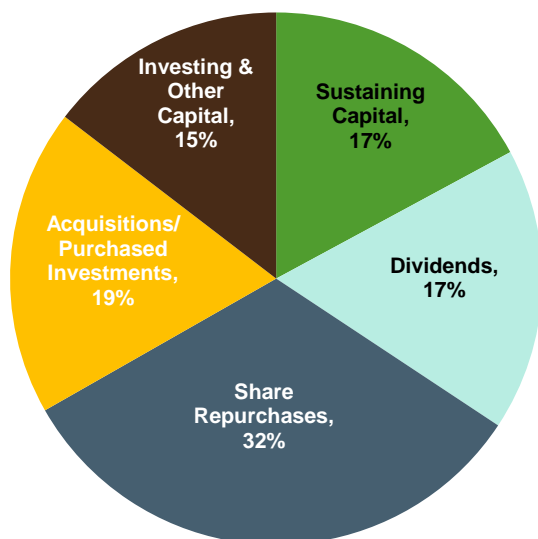 Investing &
Other
Capital,
15%
Sustaining
Capital,
17%
Acquisitions/
Purchased
Investments,
19%
Dividends,
17%
Share
Repurchases,
32%